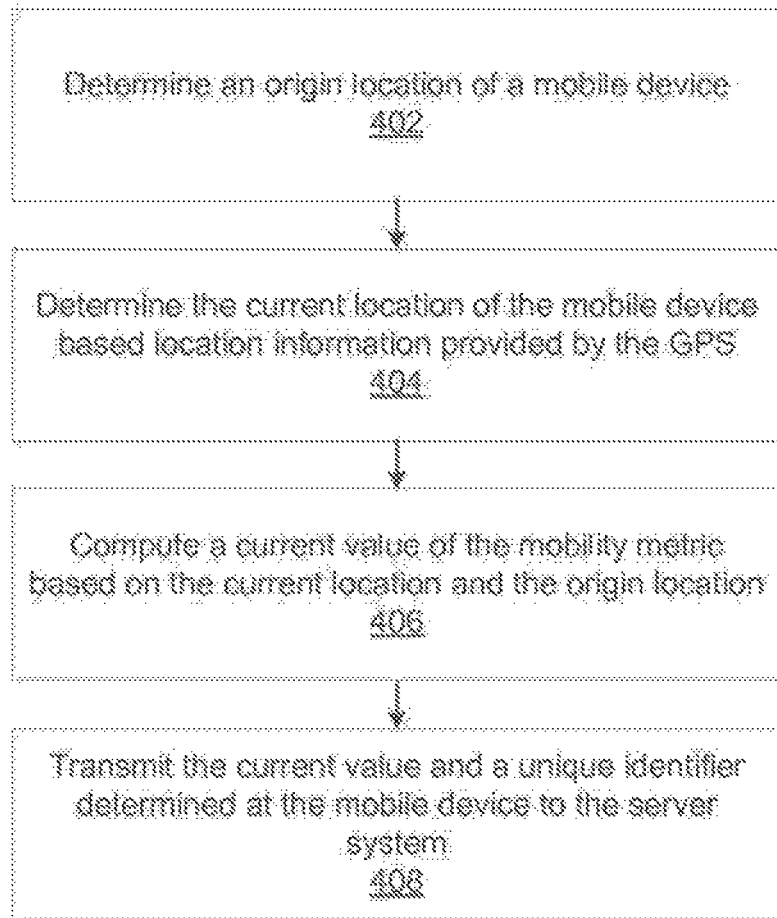 Determine an origin location of a mobile device
402
Determine the current location of the mobile device
based location information provided by the GPS
404
Compute a current value of the mobility metric
based on the current location and the origin location
406
Transmit the current value and a unique identifier
determined at the mobile device to the server
system
408